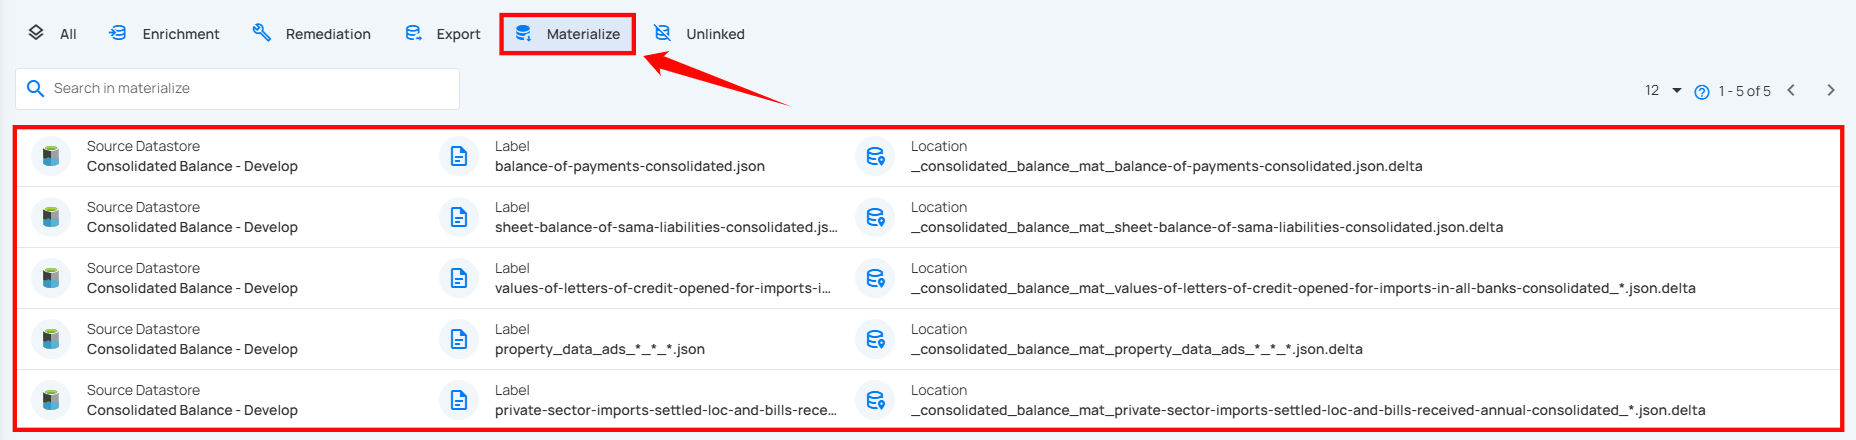 All Enrichment Remediation Export Materialize Unlinked
Search in materialize
12 1 - 5 of 5
Source Datastore Label Location
Consolidated Balance - Develop balance-of-payments-consolidated.json _consolidated_balance_mat_balance-of-payments-consolidated.json.delta
Source Datastore Label Location
Consolidated Balance - Develop sheet-balance-of-sama-liabilities-consolidated.js... _consolidated_balance_mat_sheet-balance-of-sama-liabilities-consolidated.json.delta
Source Datastore Label Location
Consolidated Balance - Develop values-of-letters-of-credit-opened-for-imports-i... _consolidated_balance_mat_values-of-letters-of-credit-opened-for-imports-in-all-banks-consolidated_*.json.delta
Source Datastore Label Location
Consolidated Balance - Develop property_data_ads_*_*_*.json _consolidated_balance_mat_property_data_ads_*_*_*.json.delta
Source Datastore Label Location
Consolidated Balance - Develop private-sector-imports-settled-loc-and-bills-rece... _consolidated_balance_mat_private-sector-imports-settled-loc-and-bills-received-annual-consolidated_*.json.delta